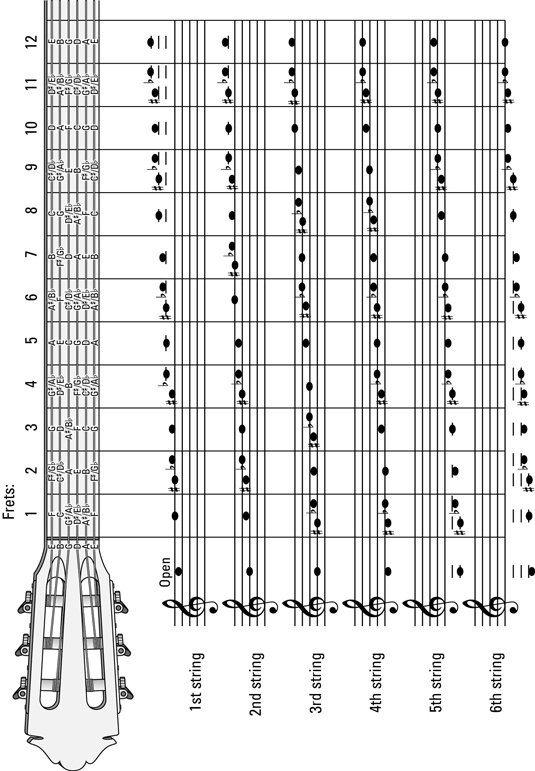 Frets:
1 2 3 4 5 6 7 8 9 10 11 12
E F F♯/G♭ G G♯/A♭ A A♯/B♭ B C C♯/D♭ D D♯/E♭ E
B C C♯/D♭ D D♯/E♭ E F F♯/G♭ G G♯/A♭ A A♯/B♭ B
G G♯/A♭ A A♯/B♭ B C C♯/D♭ D D♯/E♭ E F F♯/G♭ G
D D♯/E♭ E F F♯/G♭ G G♯/A♭ A A♯/B♭ B C C♯/D♭ D
A A♯/B♭ B C C♯/D♭ D D♯/E♭ E F F♯/G♭ G G♯/A♭ A
E F F♯/G♭ G G♯/A♭ A A♯/B♭ B C C♯/D♭ D D♯/E♭ E
Open
1st string
2nd string
3rd string
4th string
5th string
6th string